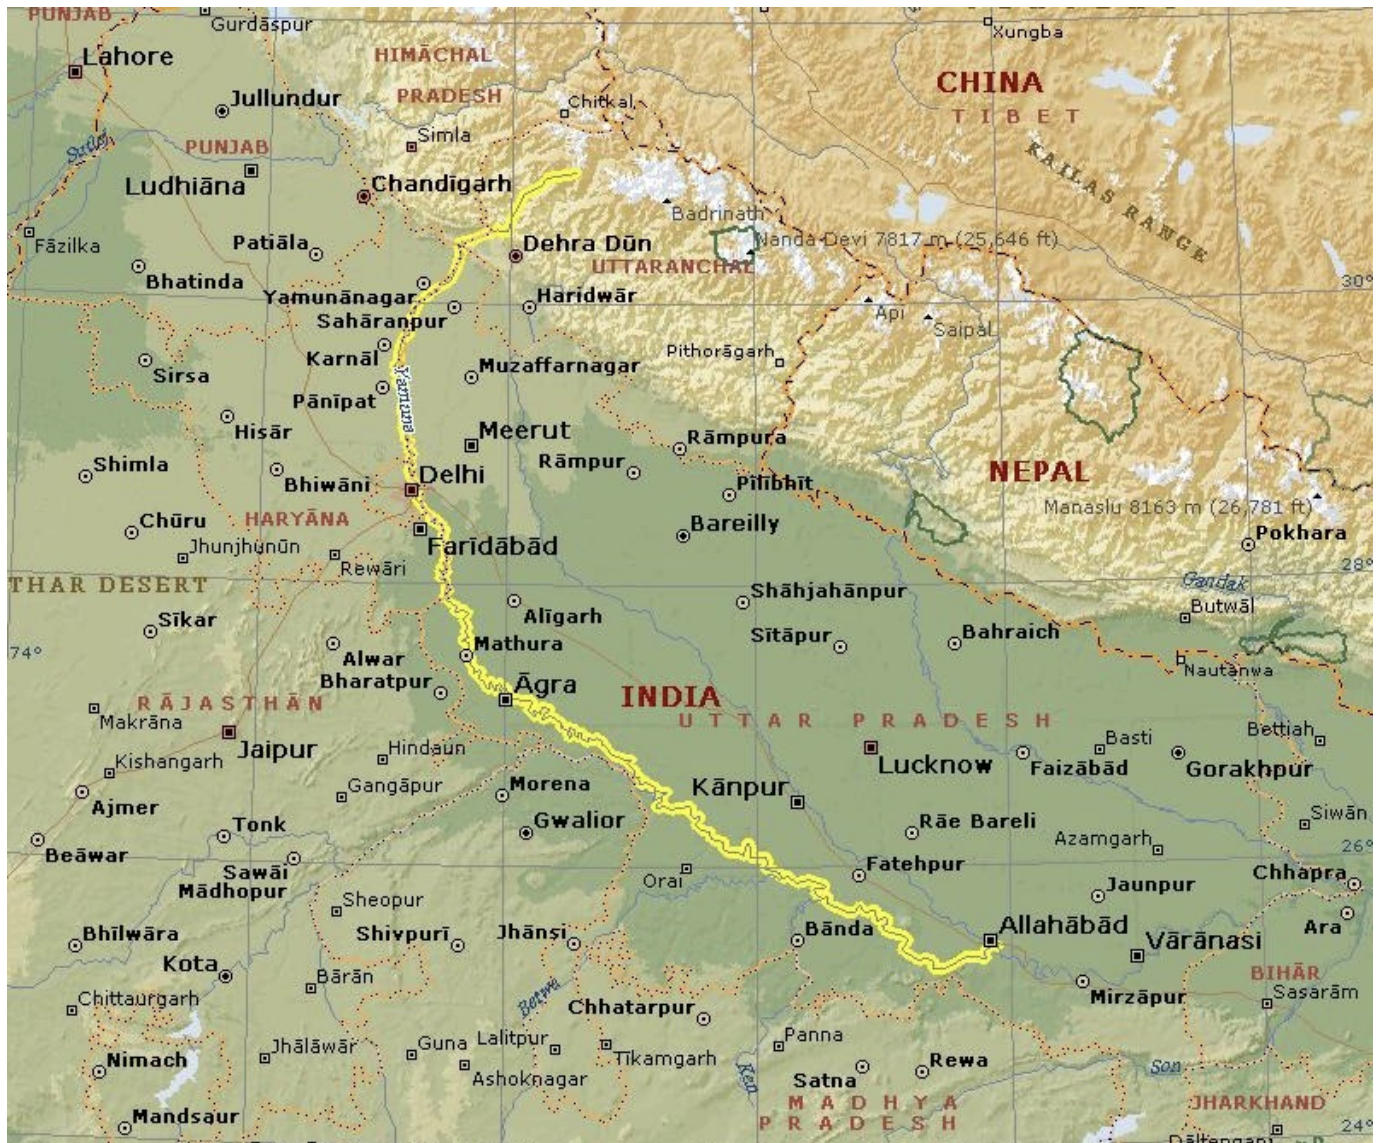 PUNJAB
Gurdāspur
Xungba
Lahore
HIMĀCHAL
PRADESH
CHINA
TIBET
Jullundur
Chitkal
Simla
Sutlej
PUNJAB
KAILAS RANGE
Ludhiāna
Chandīgarh
Badrinath
Fāzilka
Patiāla
Dehra Dūn
Nanda Devi 7817 m (25,646 ft)
UTTARANCHAL
Bhatinda
30°
Yamunānagar
Haridwār
Sahāranpur
Api
Saipal
Karnāl
Pithorāgarh
Muzaffarnagar
Sirsa
Yamuna
Pānīpat
Hisār
Meerut
Rāmpura
Shimla
Delhi
Rāmpur
NEPAL
Bhiwāni
Pīlībhīt
Manaslu 8163 m (26,781 ft)
Chūru
HARYĀNA
Bareilly
Pokhara
Jhunjhunūn
Farīdābād
Rewāri
28°
THAR DESERT
Gandak
Shāhjahānpur
Sīkar
Alīgarh
Butwāl
Sītāpur
Bahraich
74°
Mathura
Alwar
Nautanwa
Bharatpur
Āgra
INDIA
RĀJASTHĀN
UTTAR PRADESH
Makrāna
Bettiah
Jaipur
Hindaun
Basti
Kishangarh
Lucknow
Faizābād
Gorakhpur
Gangāpur
Morena
Kānpur
Ajmer
Siwān
Tonk
Gwalior
Rāe Bareli
Azamgarh
26°
Beāwar
Sawāi
Mādhopur
Fatehpur
Chhapra
Orai
Jaunpur
Sheopur
Bhīlwāra
Shivpurī
Jhānsi
Bānda
Allahābād
Ara
Vārānasi
Kota
BIHĀR
Bārān
Chittaurgarh
Betwa
Mirzāpur
Sasarām
Chhatarpur
Panna
Jhālāwār
Guna
Lalitpur
Tīkamgarh
Nimach
Rewa
Son
Ashoknagar
Ken
Satna
MADHYA
PRADESH
JHARKHAND
Mandsaur
24°